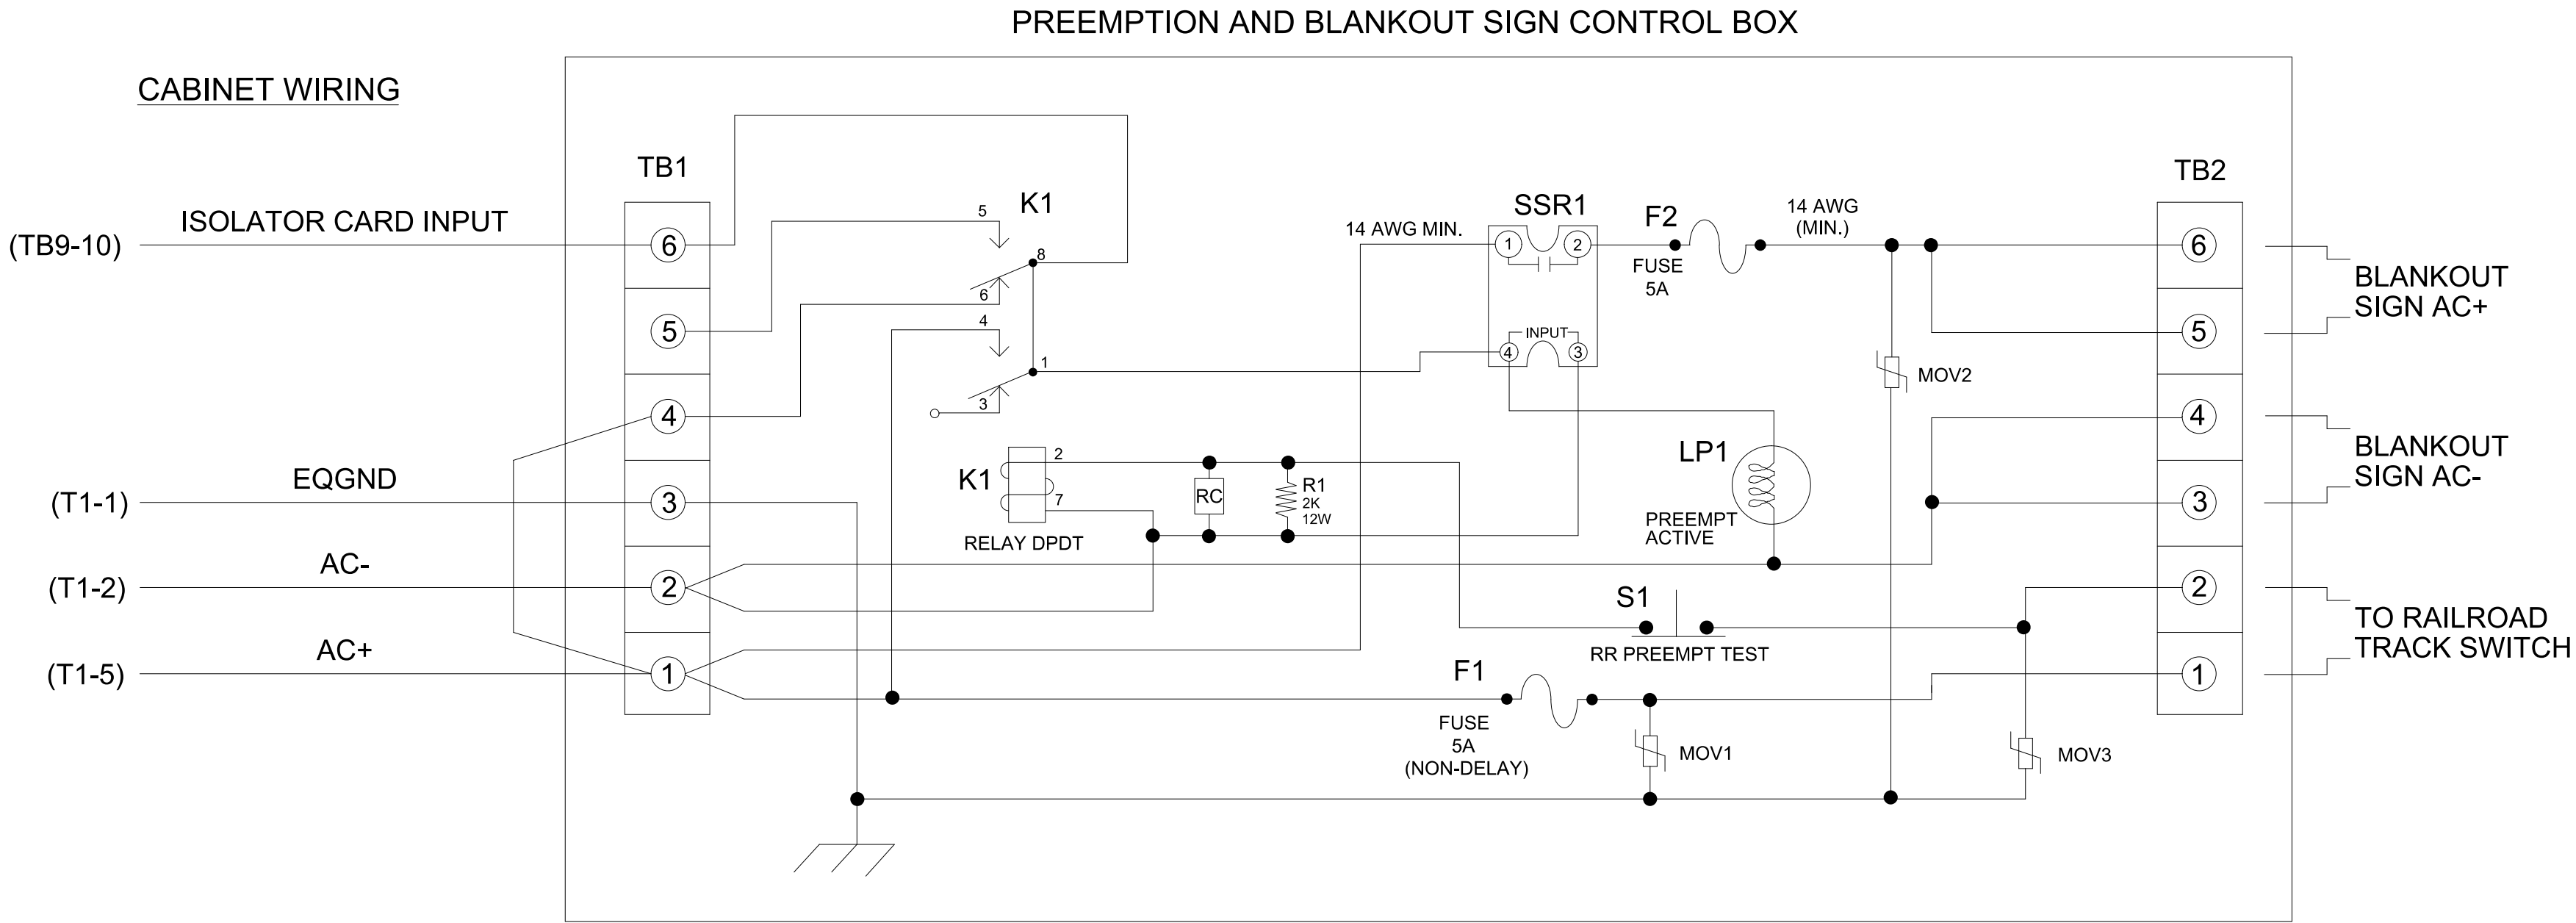 PREEMPTION AND BLANKOUT SIGN CONTROL BOX
CABINET WIRING
TB1
6
5
4
3
2
1
(TB9-10)
ISOLATOR CARD INPUT
(T1-1)
EQGND
(T1-2)
AC-
(T1-5)
AC+
K1
5
8
6
4
1
3
K1
2
7
RELAY DPDT
RC
R1
2K
12W
14 AWG MIN.
SSR1
1
2
INPUT
4
3
F2
FUSE
5A
14 AWG
(MIN.)
MOV2
LP1
PREEMPT
ACTIVE
S1
RR PREEMPT TEST
F1
FUSE
5A
(NON-DELAY)
MOV1
MOV3
TB2
6
5
4
3
2
1
BLANKOUT
SIGN AC+
BLANKOUT
SIGN AC-
TO RAILROAD
TRACK SWITCH